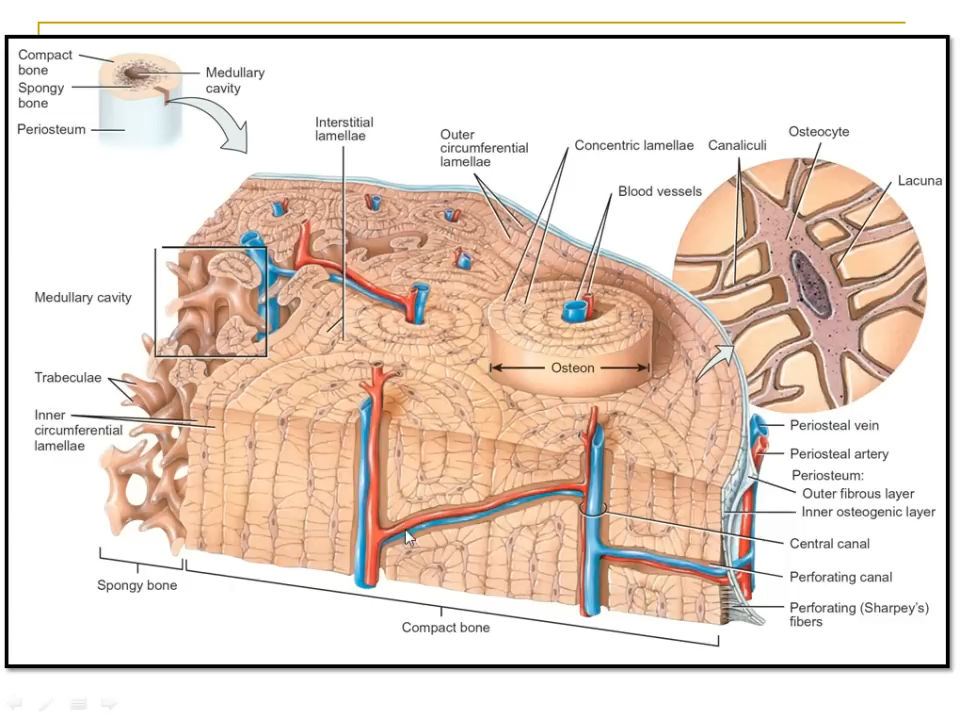 Compact
bone
Spongy
bone
Periosteum
Medullary
cavity
Interstitial
lamellae
Outer
circumferential
lamellae
Concentric lamellae
Blood vessels
Canaliculi
Osteocyte
Lacuna
Medullary cavity
Osteon
Trabeculae
Inner
circumferential
lamellae
Periosteal vein
Periosteal artery
Periosteum:
Outer fibrous layer
Inner osteogenic layer
Central canal
Perforating canal
Perforating (Sharpey's)
fibers
Spongy bone
Compact bone